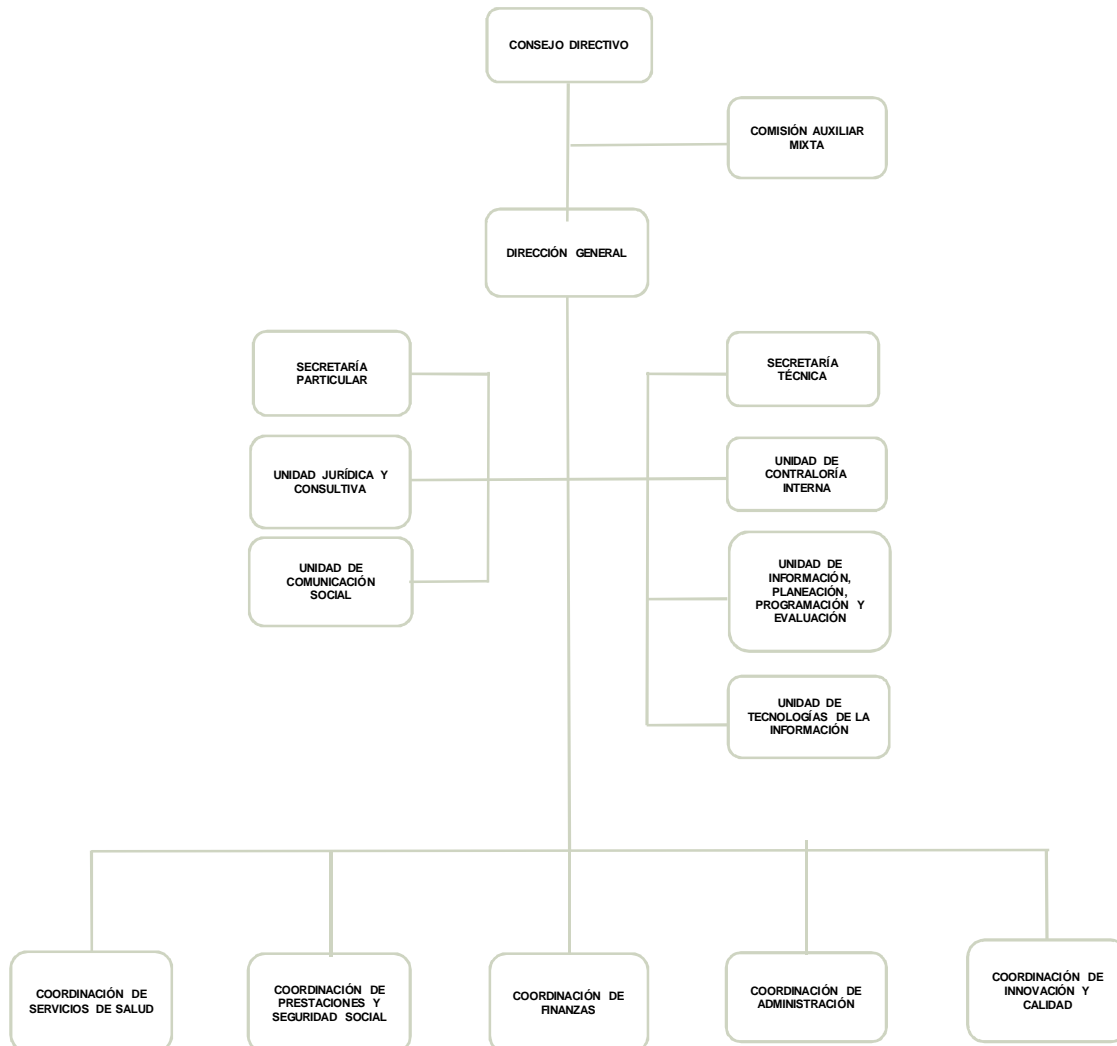 CONSEJO DIRECTIVO
COMISIÓN AUXILIAR
MIXTA
DIRECCIÓN GENERAL
SECRETARÍA
PARTICULAR
SECRETARÍA
TÉCNICA
UNIDAD JURÍDICA Y
CONSULTIVA
UNIDAD DE
CONTRALORÍA
INTERNA
UNIDAD DE
COMUNICACIÓN
SOCIAL
UNIDAD DE
INFORMACIÓN,
PLANEACIÓN,
PROGRAMACIÓN Y
EVALUACIÓN
UNIDAD DE
TECNOLOGÍAS DE LA
INFORMACIÓN
COORDINACIÓN DE
SERVICIOS DE SALUD
COORDINACIÓN DE
PRESTACIONES Y
SEGURIDAD SOCIAL
COORDINACIÓN DE
FINANZAS
COORDINACIÓN DE
ADMINISTRACIÓN
COORDINACIÓN DE
INNOVACIÓN Y
CALIDAD